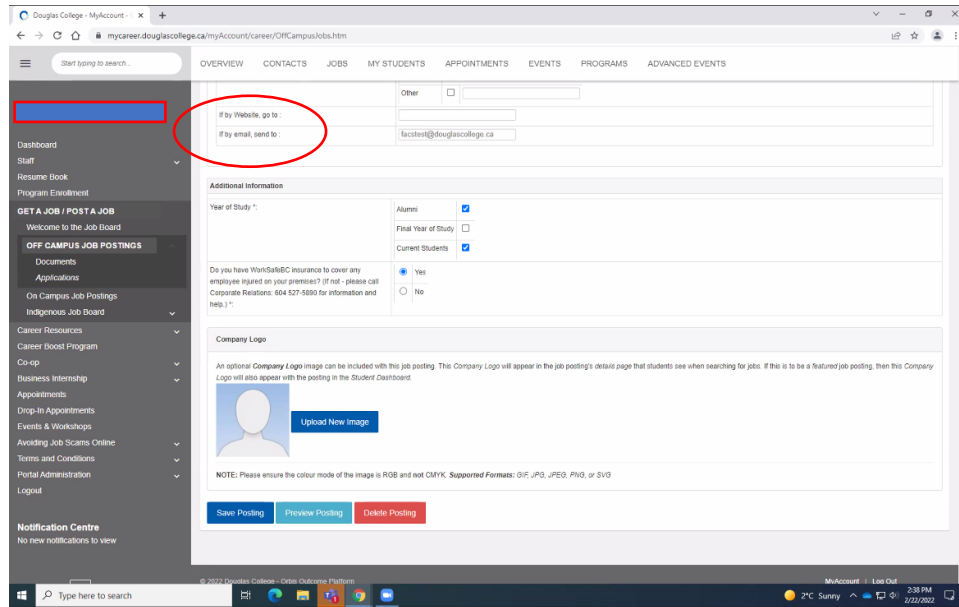 Douglas College - MyAccount -
mycareer.douglascollege.ca/myAccount/career/OffCampusJobs.htm
Start typing to search...
OVERVIEW CONTACTS JOBS MY STUDENTS APPOINTMENTS EVENTS PROGRAMS ADVANCED EVENTS
Dashboard
Staff
Resume Book
Program Enrollment
GET A JOB / POST A JOB
Welcome to the Job Board
OFF CAMPUS JOB POSTINGS
Documents
Applications
On Campus Job Postings
Indigenous Job Board
Career Resources
Career Boost Program
Co-op
Business Internship
Appointments
Drop-In Appointments
Events & Workshops
Avoiding Job Scams Online
Terms and Conditions
Portal Administration
Logout
Notification Centre
No new notifications to view
Other
If by Website, go to :
If by email, send to :
facstest@douglascollege.ca
Additional Information
Year of Study *:
Alumni
Final Year of Study
Current Students
Do you have WorkSafeBC insurance to cover any
employee injured on your premises? (If not - please call
Corporate Relations: 604 527-5890 for information and
help.) *:
Yes
No
Company Logo
An optional Company Logo image can be included with this job posting. This Company Logo will appear in the job posting's details page that students see when searching for jobs. If this is to be a featured job posting, then this Company
Logo will also appear with the posting in the Student Dashboard.
Upload New Image
NOTE: Please ensure the colour mode of the image is RGB and not CMYK. Supported Formats: GIF, JPG, JPEG, PNG, or SVG
Save Posting Preview Posting Delete Posting
© 2022 Douglas College - Orbis Outcome Platform
MyAccount | Log Out
Type here to search
2°C Sunny
2:38 PM
2/22/2022